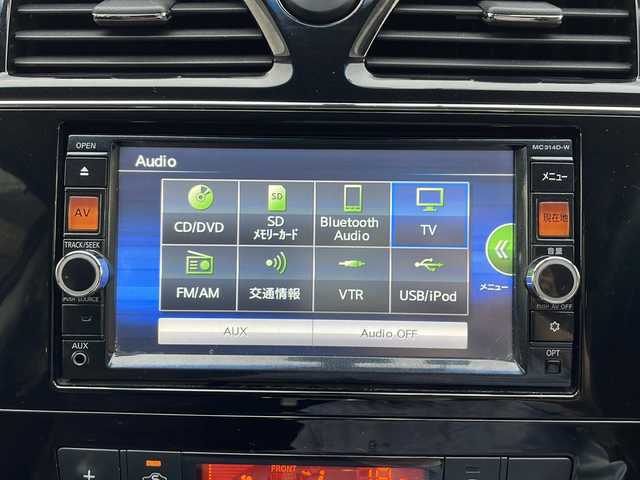 OPEN
MC314D-W
Audio
メニュー
AV
現在地
CD/DVD
SD
メモリーカード
Bluetooth
Audio
TV
TRACK/SEEK
音量
FM/AM
交通情報
VTR
USB/iPod
メニュー
PUSH SOURCE
PUSH AV OFF
AUX
Audio OFF
AUX
OPT
FRONT
18